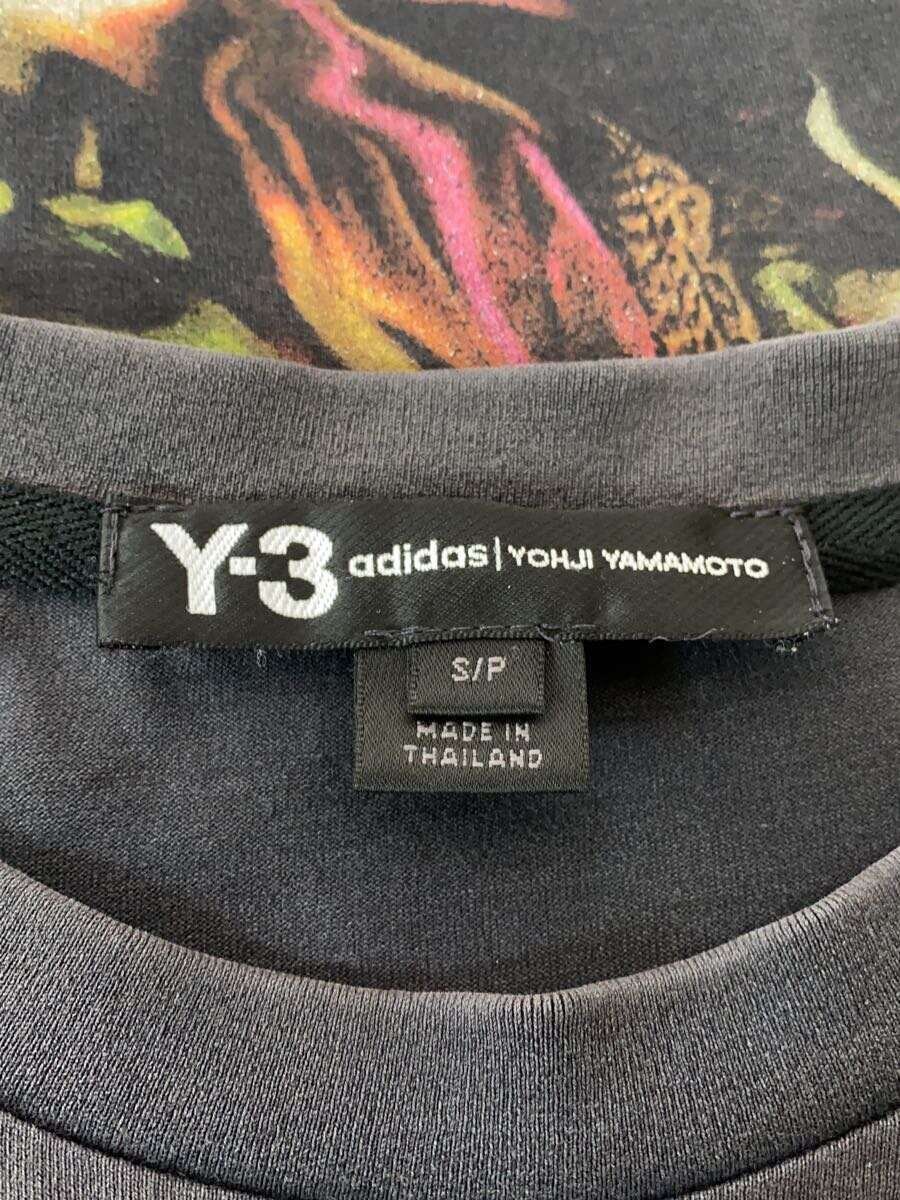 Y-3 adidas | YOHJI YAMAMOTO
S/P
MADE IN
THAILAND